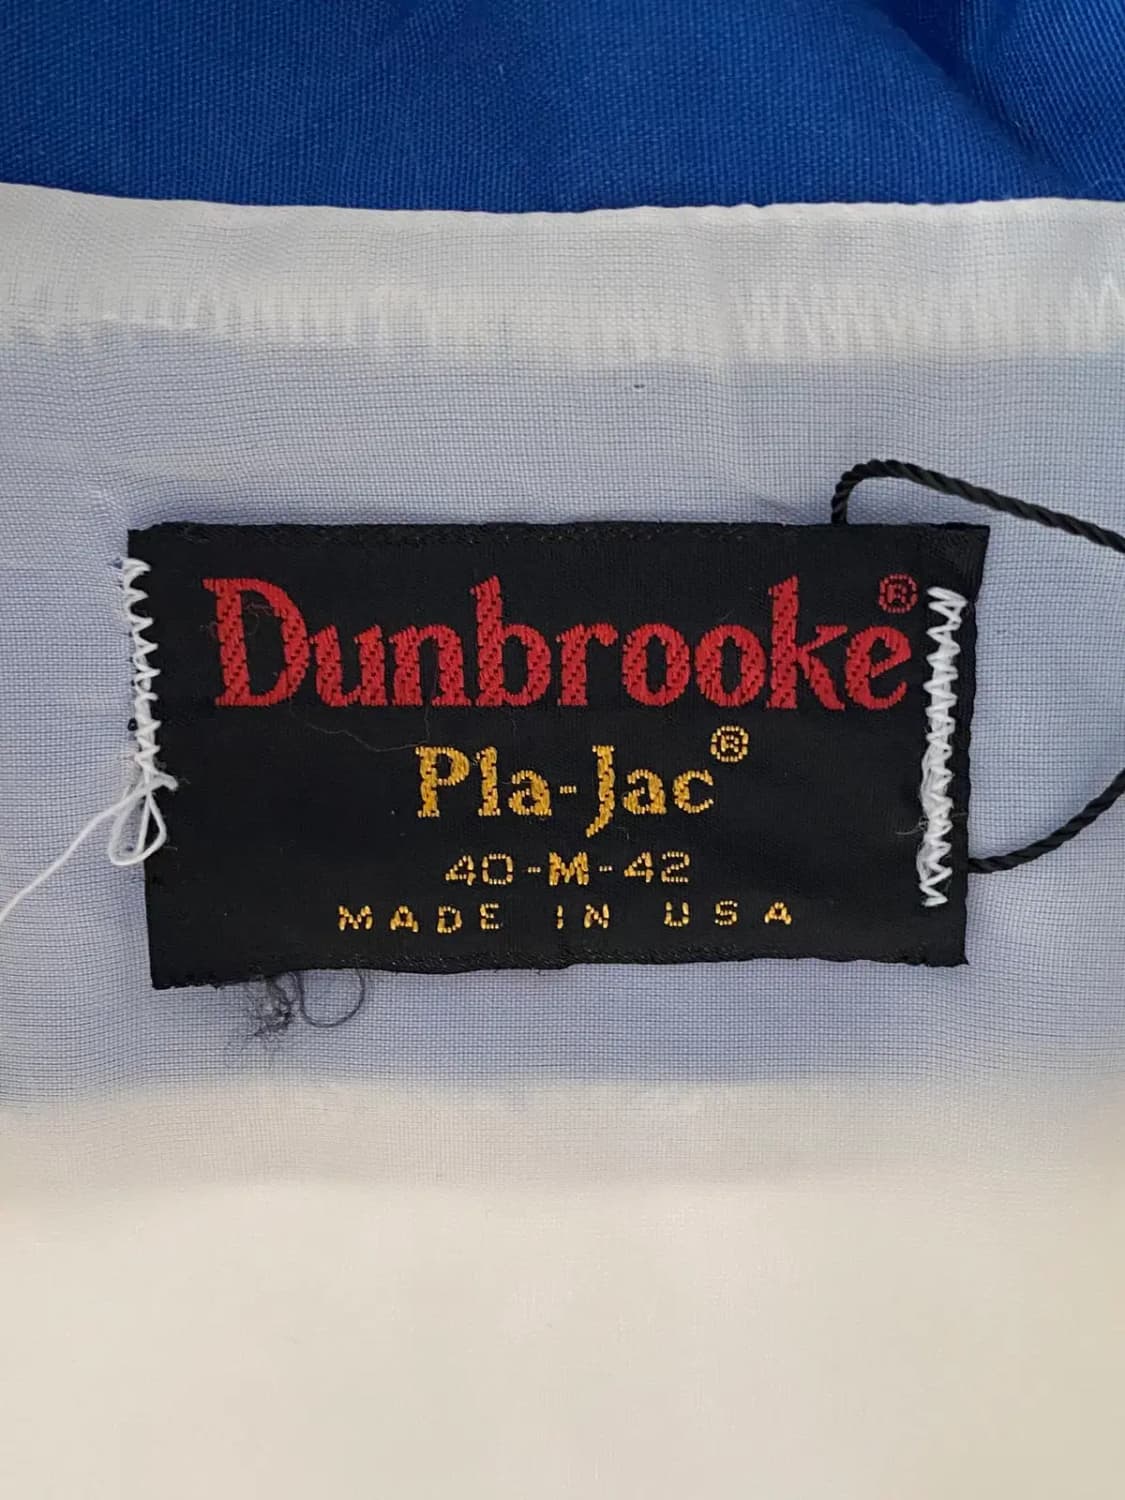 Dunbrooke®
Pla-Jac®
40-M-42
MADE IN USA